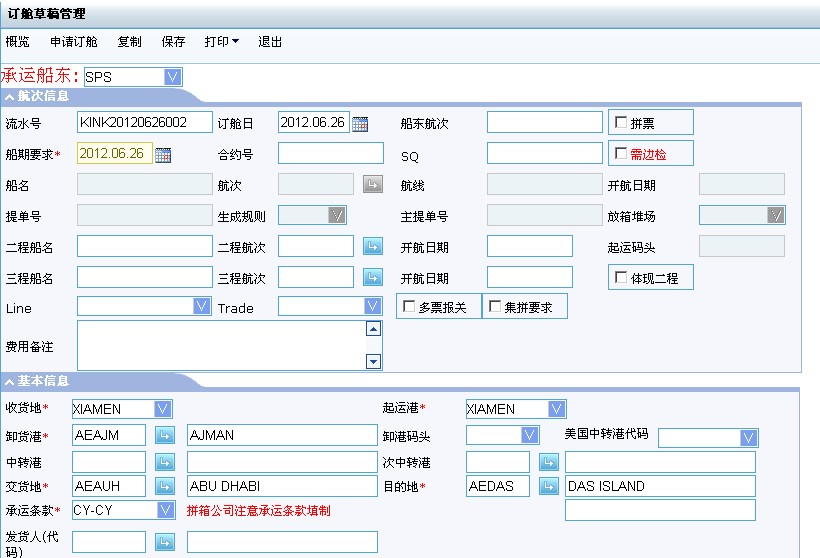 订舱草稿管理
概览 申请订舱 复制 保存 打印 退出
承运船东: SPS
航次信息
流水号 KINK20120626002 订舱日 2012.06.26 船东航次 拼票
船期要求* 2012.06.26 合约号 SQ 需边检
船名 航次 航线 开航日期
提单号 生成规则 主提单号 放箱堆场
二程船名 二程航次 开航日期 起运码头
三程船名 三程航次 开航日期 体现二程
Line Trade 多票报关 集拼要求
费用备注
基本信息
收货地* XIAMEN 起运港* XIAMEN
卸货港* AEAJM AJMAN 卸港码头 美国中转港代码
中转港 次中转港
交货地* AEAUH ABU DHABI 目的地* AEDAS DAS ISLAND
承运条款* CY-CY 拼箱公司注意承运条款填制
发货人(代
码)